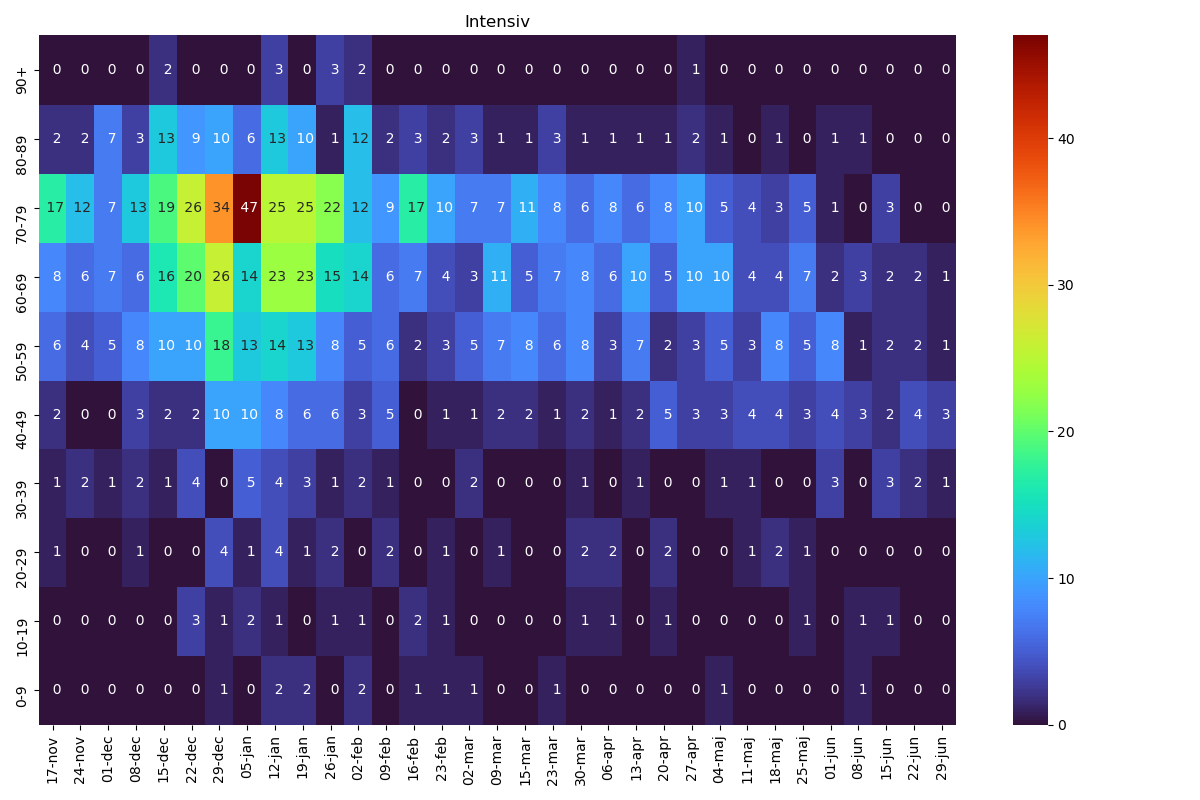 Intensiv
90+ 0 0 0 0 2 0 0 0 3 0 3 2 0 0 0 0 0 0 0 0 0 0 0 1 0 0 0 0 0 0 0 0 0
80-89 2 2 7 3 13 9 10 6 13 10 1 12 2 3 2 3 1 1 3 1 1 1 1 2 1 0 1 0 1 1 0 0 0
70-79 17 12 7 13 19 26 34 47 25 25 22 12 9 17 10 7 7 11 8 6 8 6 8 10 5 4 3 5 1 0 3 0 0
60-69 8 6 7 6 16 20 26 14 23 23 15 14 6 7 4 3 11 5 7 8 6 10 5 10 10 4 4 7 2 3 2 2 1
50-59 6 4 5 8 10 10 18 13 14 13 8 5 6 2 3 5 7 8 6 8 3 7 2 3 5 3 8 5 8 1 2 2 1
40-49 2 0 0 3 2 2 10 10 8 6 6 3 5 0 1 1 2 2 1 2 1 2 5 3 3 4 4 3 4 3 2 4 3
30-39 1 2 1 2 1 4 0 5 4 3 1 2 1 0 0 2 0 0 0 1 0 1 0 0 1 1 0 0 3 0 3 2 1
20-29 1 0 0 1 0 0 4 1 4 1 2 0 2 0 1 0 1 0 0 2 2 0 2 0 0 1 2 1 0 0 0 0 0
10-19 0 0 0 0 0 3 1 2 1 0 1 1 0 2 1 0 0 0 0 1 1 0 1 0 0 0 0 1 0 1 1 0 0
0-9 0 0 0 0 0 0 1 0 2 2 0 2 0 1 1 1 0 0 1 0 0 0 0 0 1 0 0 0 0 1 0 0 0
17-nov 24-nov 01-dec 08-dec 15-dec 22-dec 29-dec 05-jan 12-jan 19-jan 26-jan 02-feb 09-feb 16-feb 23-feb 02-mar 09-mar 15-mar 23-mar 30-mar 06-apr 13-apr 20-apr 27-apr 04-maj 11-maj 18-maj 25-maj 01-jun 08-jun 15-jun 22-jun 29-jun
40
30
20
10
0